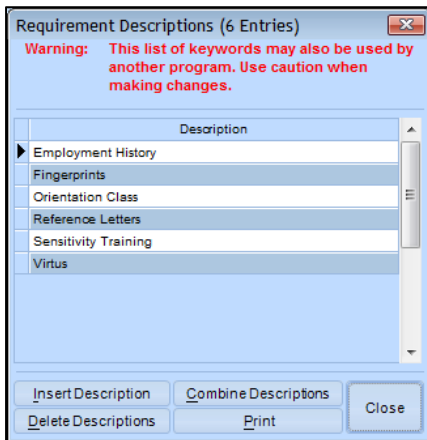 Requirement Descriptions (6 Entries)
Warning: This list of keywords may also be used by
another program. Use caution when
making changes.
Description
Employment History
Fingerprints
Orientation Class
Reference Letters
Sensitivity Training
Virtus
Insert Description
Combine Descriptions
Close
Delete Descriptions
Print